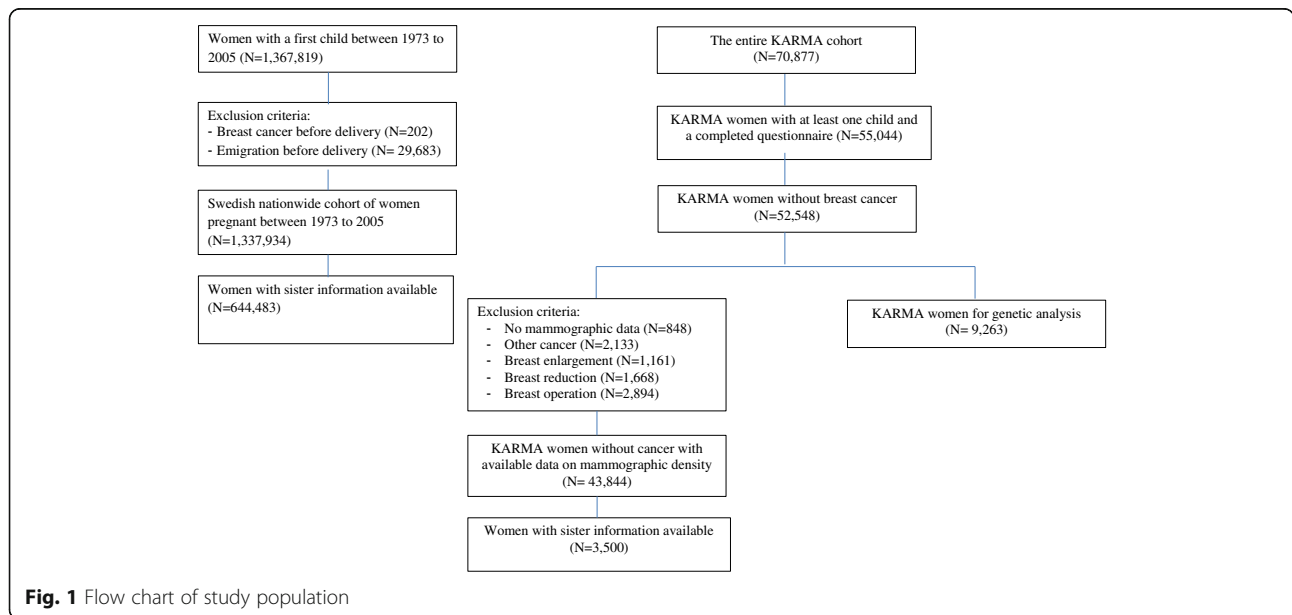 Women with a first child between 1973 to
2005 (N=1,367,819)
Exclusion criteria:
- Breast cancer before delivery (N=202)
- Emigration before delivery (N= 29,683)
Swedish nationwide cohort of women
pregnant between 1973 to 2005
(N=1,337,934)
Women with sister information available
(N=644,483)
The entire KARMA cohort
(N=70,877)
KARMA women with at least one child and
a completed questionnaire (N=55,044)
KARMA women without breast cancer
(N=52,548)
Exclusion criteria:
- No mammographic data (N=848)
- Other cancer (N=2,133)
- Breast enlargement (N=1,161)
- Breast reduction (N=1,668)
- Breast operation (N=2,894)
KARMA women for genetic analysis
(N= 9,263)
KARMA women without cancer with
available data on mammographic density
(N= 43,844)
Women with sister information available
(N=3,500)
Fig. 1 Flow chart of study population